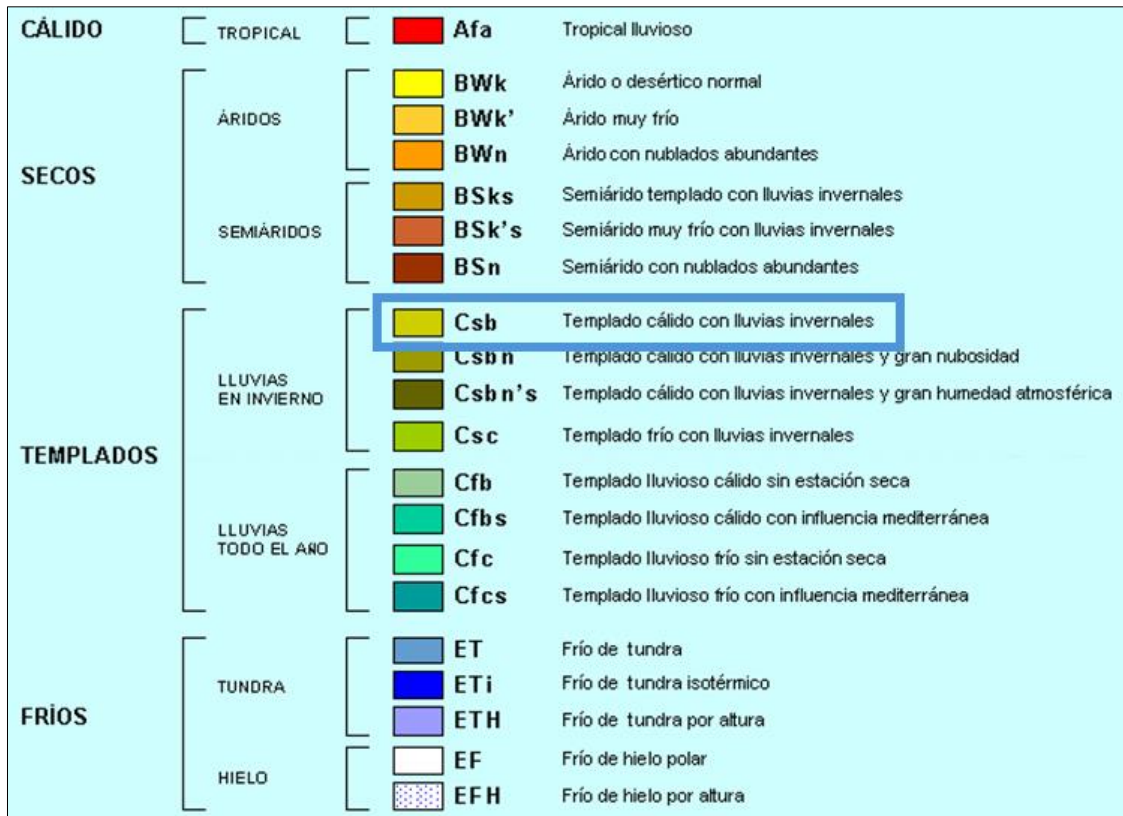 CÁLIDO TROPICAL Afa Tropical lluvioso
BWk Árido o desértico normal
ÁRIDOS BWk' Árido muy frío
BWn Árido con nublados abundantes
SECOS
BSks Semiárido templado con lluvias invernales
SEMIÁRIDOS BSk's Semiárido muy frío con lluvias invernales
BSn Semiárido con nublados abundantes
Csb Templado cálido con lluvias invernales
Csbn Templado cálido con lluvias invernales y gran nubosidad
LLUVIAS
EN INVIERNO Csbn's Templado cálido con lluvias invernales y gran humedad atmosférica
Csc Templado frío con lluvias invernales
TEMPLADOS
Cfb Templado lluvioso cálido sin estación seca
Cfbs Templado lluvioso cálido con influencia mediterránea
LLUVIAS
TODO EL AÑO Cfc Templado lluvioso frío sin estación seca
Cfcs Templado lluvioso frío con influencia mediterránea
ET Frío de tundra
TUNDRA ETi Frío de tundra isotérmico
FRÍOS ETH Frío de tundra por altura
EF Frío de hielo polar
HIELO
EFH Frío de hielo por altura